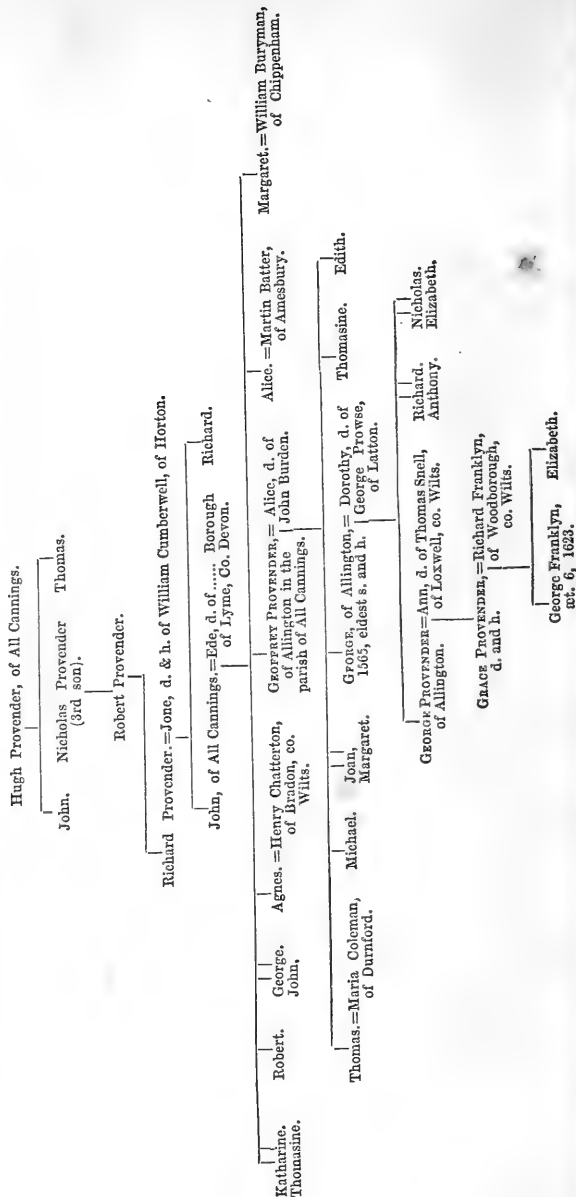 Hugh Provender, of All Cannings.
John. Nicholas Provender Thomas.
(3rd son).
Robert Provender.
Richard Provender.=Jone, d. & h. of William Cumberwell, of Horton.
John, of All Cannings.=Ede, d. of ...... Borough Richard.
of Lyme, Co. Devon.
Katharine.
Thomasine.
Robert.
George.
John,
Agnes.=Henry Chatterton,
of Bradon, co.
Wilts.
GEOFFREY PROVENDER,= Alice, d. of
of Allington in the John Burden.
parish of All Cannings.
Alice.=Martin Batter,
of Amesbury.
Margaret.=William Buryman,
of Chippenham.
Thomas.=Maria Coleman,
of Durnford.
Michael.
Joan,
Margaret.
GEORGE, of Allington,= Dorothy, d. of
1565, eldest s. and h. George Prowse,
of Latton.
Thomasine.
Edith.
GEORGE PROVENDER=Ann, d. of Thomas Snell,
of Allington. of Loxwell, co. Wilts.
Richard.
Anthony.
Nicholas.
Elizabeth,
GRACE PROVENDER,=Richard Franklyn,
d. and h. of Woodborough,
co. Wilts.
George Franklyn, Elizabeth.
æt. 6, 1623.